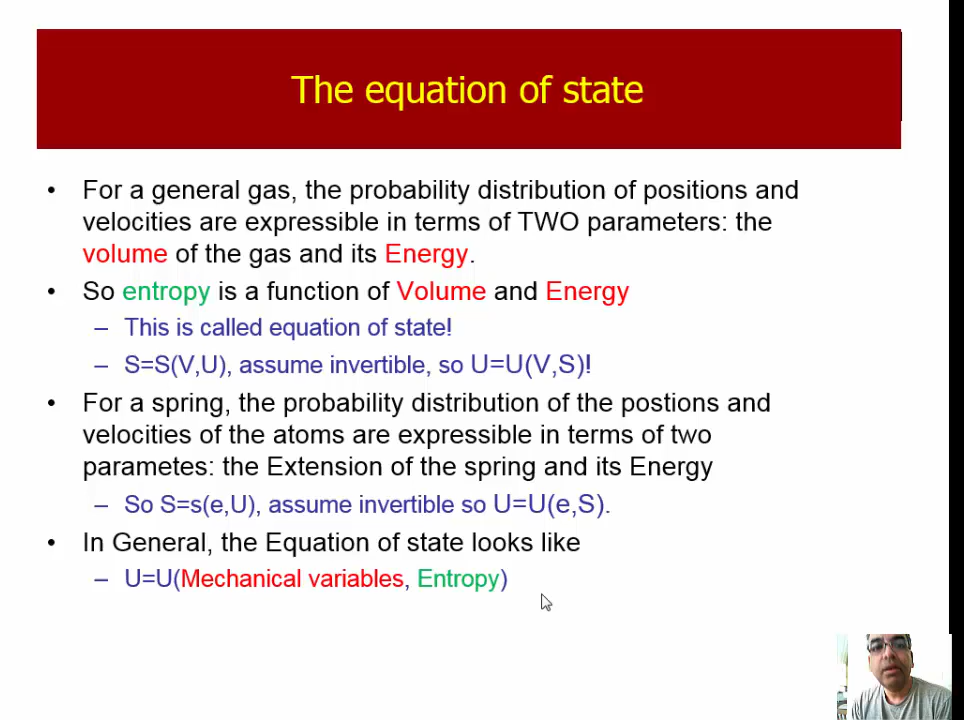 The equation of state
• For a general gas, the probability distribution of positions and
velocities are expressible in terms of TWO parameters: the
volume of the gas and its Energy.
• So entropy is a function of Volume and Energy
– This is called equation of state!
– S=S(V,U), assume invertible, so U=U(V,S)!
• For a spring, the probability distribution of the postions and
velocities of the atoms are expressible in terms of two
parametes: the Extension of the spring and its Energy
– So S=s(e,U), assume invertible so U=U(e,S).
• In General, the Equation of state looks like
– U=U(Mechanical variables, Entropy)